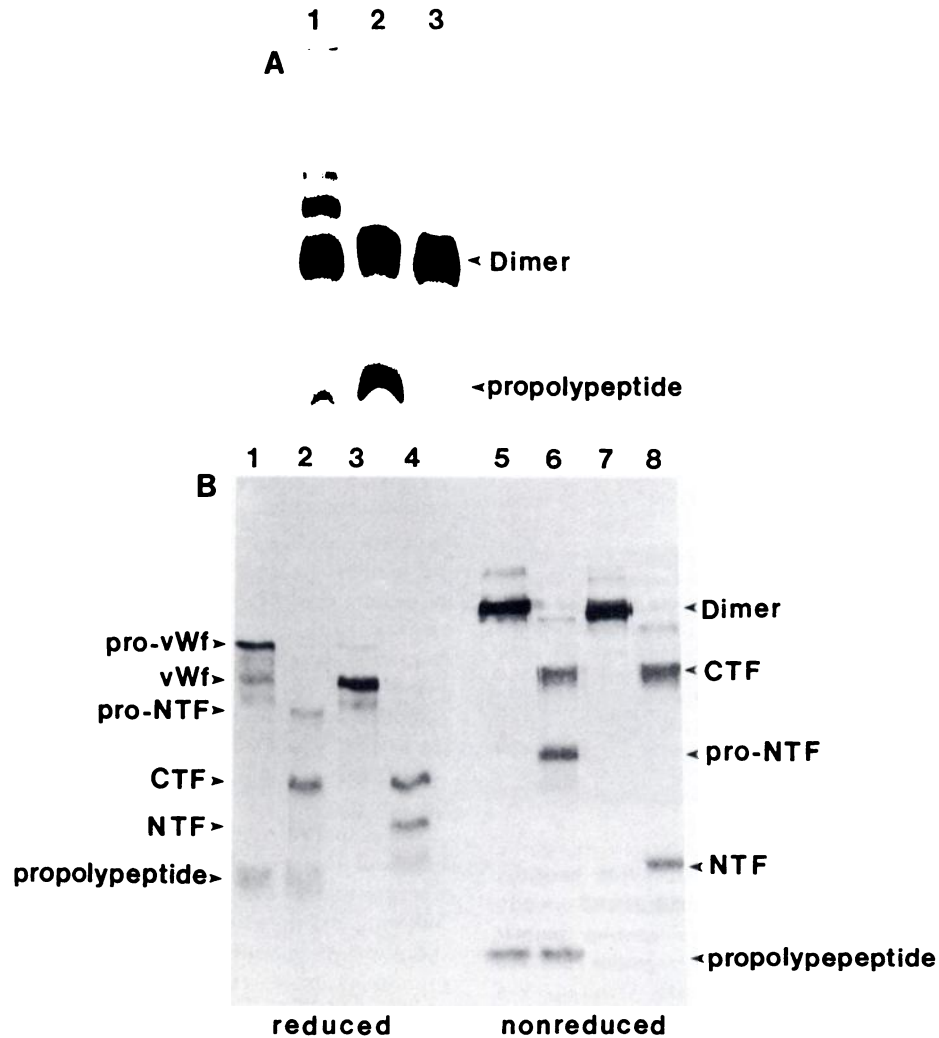 1 2 3
A
Dimer
propolypeptide
1 2 3 4 5 6 7 8
B
pro-vWf
vWf
pro-NTF
CTF
NTF
propolypeptide
Dimer
CTF
pro-NTF
NTF
propolypepeptide
reduced nonreduced